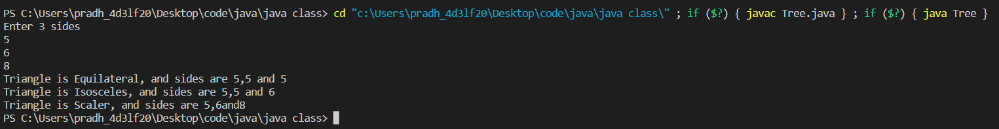 PS C:\Users\pradh_4d3lf20\Desktop\code\java\java class> cd "c:\Users\pradh_4d3lf20\Desktop\code\java\java class\" ; if ($?) { javac Tree.java } ; if ($?) { java Tree }
Enter 3 sides
5
6
8
Triangle is Equilateral, and sides are 5,5 and 5
Triangle is Isosceles, and sides are 5,5 and 6
Triangle is Scaler, and sides are 5,6and8
PS C:\Users\pradh_4d3lf20\Desktop\code\java\java class>